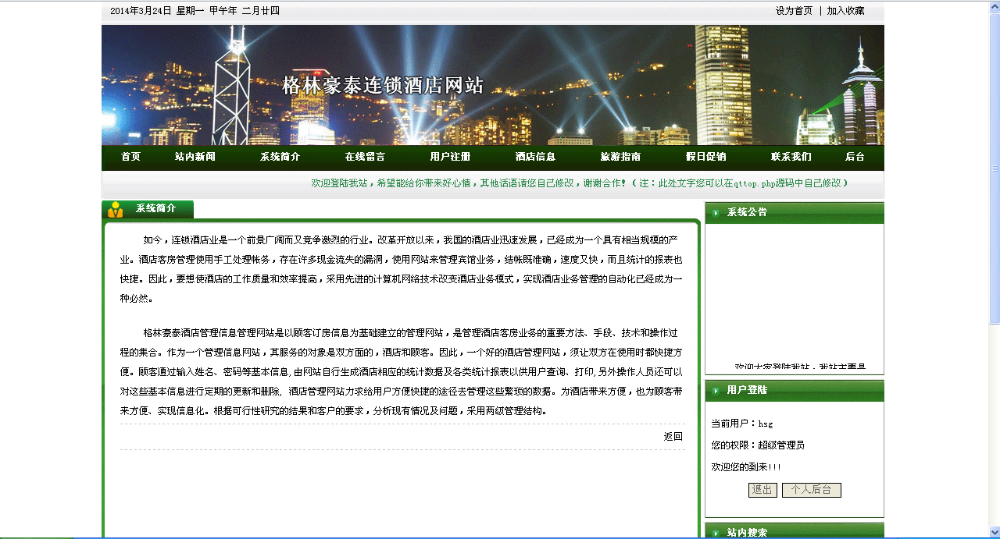 2014年3月24日 星期一 甲午年 二月廿四
设为首页 | 加入收藏
格林豪泰连锁酒店网站
首页 站内新闻 系统简介 在线留言 用户注册 酒店信息 旅游指南 假日促销 联系我们 后台
欢迎登陆我站，希望能给你带来好心情，其他话语请您自己修改，谢谢合作！（注：此处文字您可以在qttop.php源码中自己修改）
系统简介
如今，连锁酒店业是一个前景广阔而又竞争激烈的行业。改革开放以来，我国的酒店业迅速发展，已经成为一个具有相当规模的产
业。酒店客房管理使用手工处理帐务，存在许多现金流失的漏洞，使用网站来管理宾馆业务，结帐既准确，速度又快，而且统计的报表也
快捷。因此，要想使酒店的工作质量和效率提高，采用先进的计算机网络技术改变酒店业务模式，实现酒店业务管理的自动化已经成为一
种必然。
格林豪泰酒店管理信息管理网站是以顾客订房信息为基础建立的管理网站，是管理酒店客房业务的重要方法、手段、技术和操作过
程的集合。作为一个管理信息网站，其服务的对象是双方面的，酒店和顾客。因此，一个好的酒店管理网站，须让双方在使用时都快捷方
便。顾客通过输入姓名、密码等基本信息,由网站自行生成酒店相应的统计数据及各类统计报表以供用户查询、打印,另外操作人员还可以
对这些基本信息进行定期的更新和删除, 酒店管理网站力求给用户方便快捷的途径去管理这些繁琐的数据。为酒店带来方便，也为顾客带
来方便、实现信息化。根据可行性研究的结果和客户的要求，分析现有情况及问题，采用两级管理结构。
返回
系统公告
欢迎大家登陆我站，我站主要是
用户登陆
当前用户：hsg
您的权限：超级管理员
欢迎您的到来!!!
退出 个人后台
站内搜索